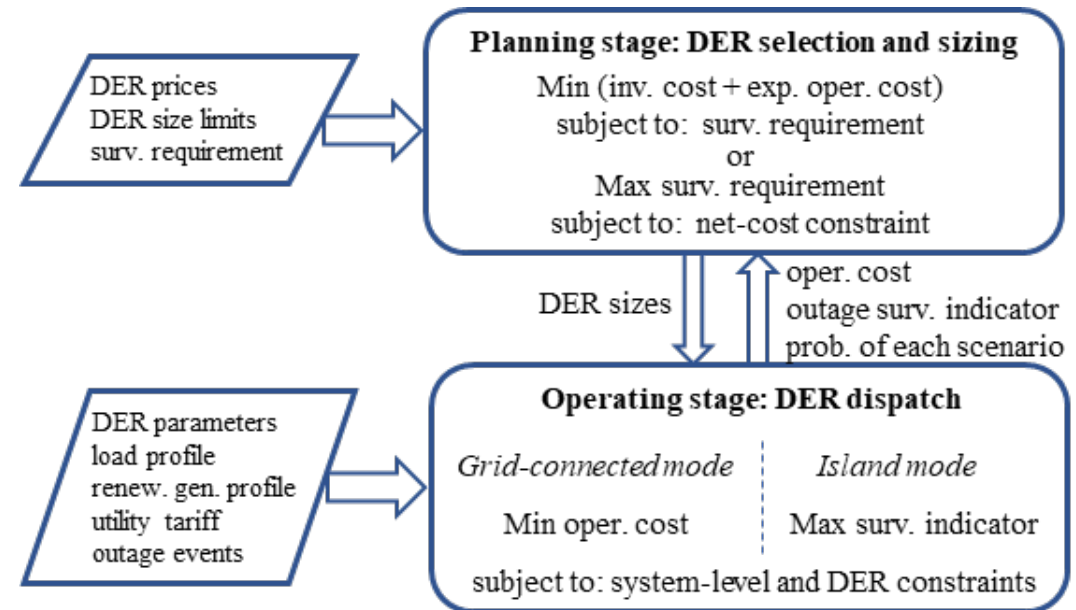 DER prices
DER size limits
surv. requirement
Planning stage: DER selection and sizing
Min (inv. cost + exp. oper. cost)
subject to: surv. requirement
or
Max surv. requirement
subject to: net-cost constraint
DER sizes
oper. cost
outage surv. indicator
prob. of each scenario
DER parameters
load profile
renew. gen. profile
utility tariff
outage events
Operating stage: DER dispatch
Grid-connected mode
Min oper. cost
Island mode
Max surv. indicator
subject to: system-level and DER constraints